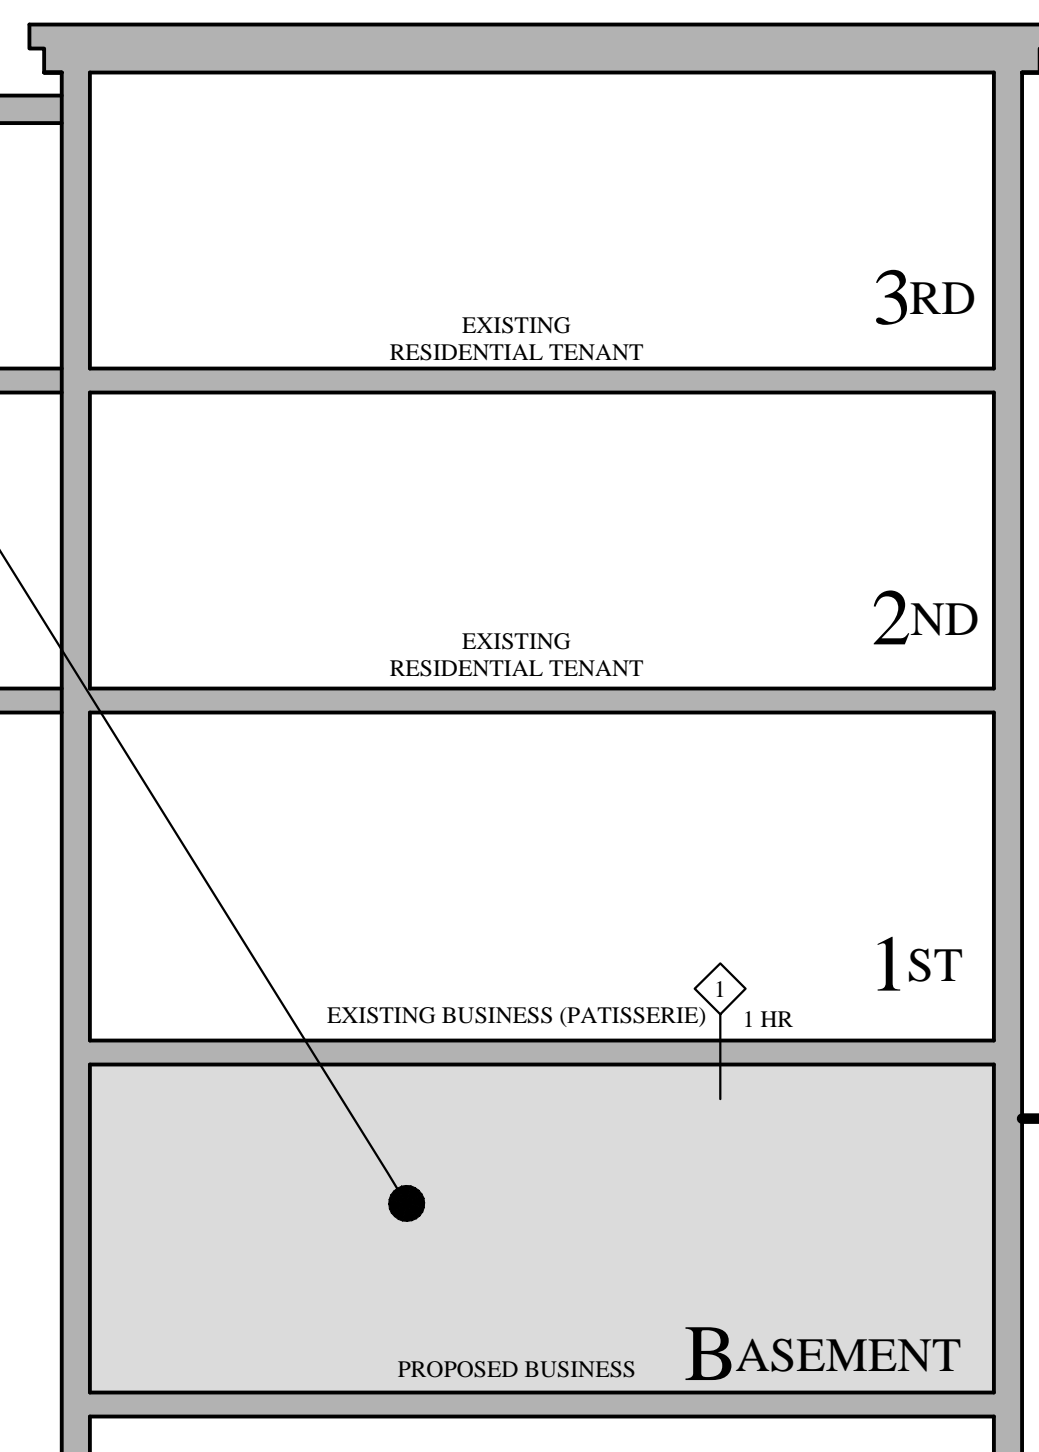 3RD
EXISTING
RESIDENTIAL TENANT
2ND
EXISTING
RESIDENTIAL TENANT
1ST
1
EXISTING BUSINESS (PATISSERIE)
1 HR
BASEMENT
PROPOSED BUSINESS